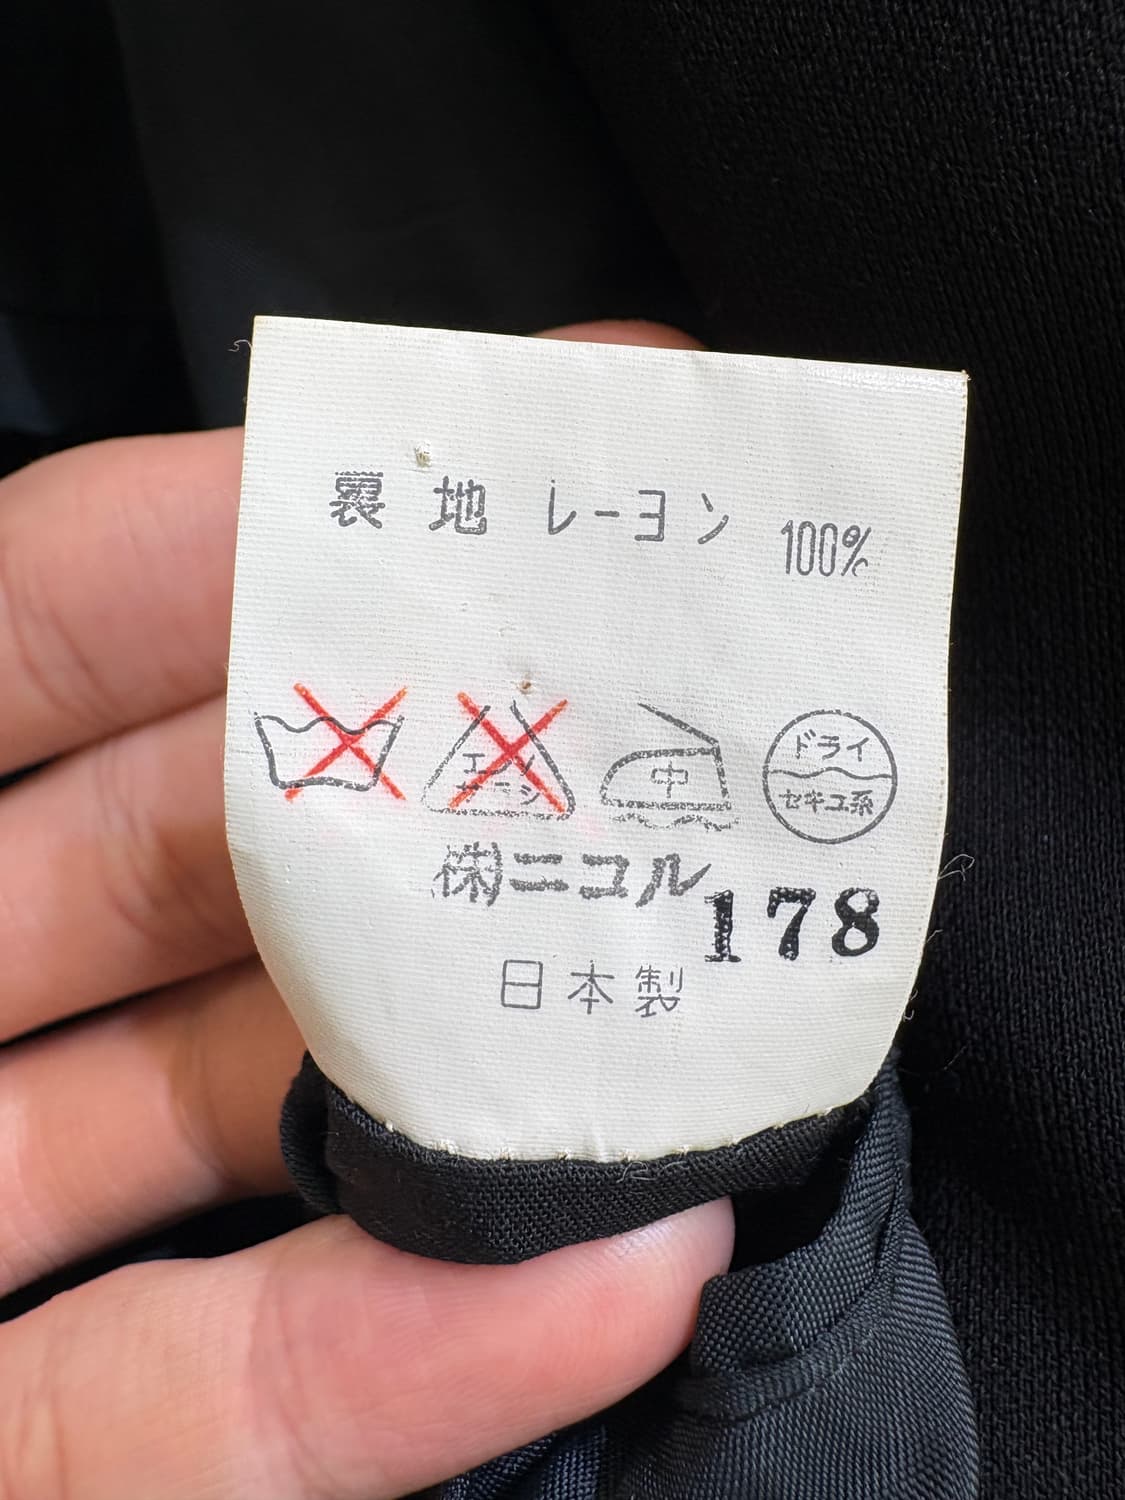 裏地 レーヨン 100%
エンソ
サラシ
中
ドライ
セキユ系
㈱ニコル
178
日本製